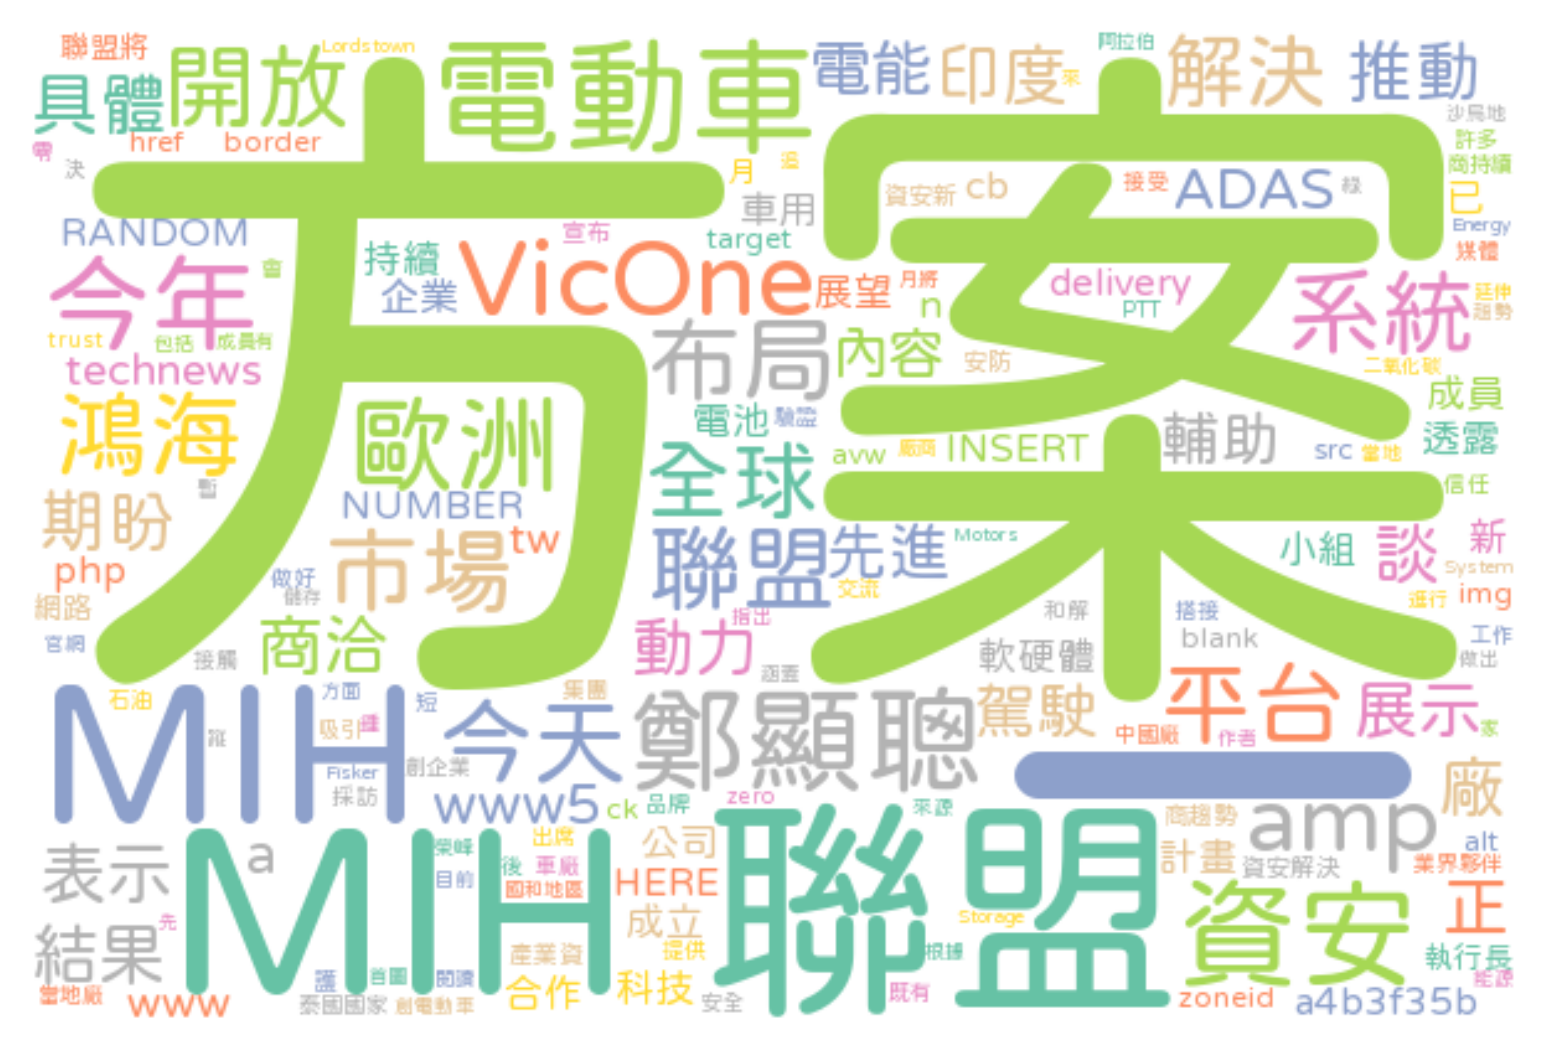 聯盟將
Lordstown
阿拉伯
具體
開放
電動車
電能
印度
來
解決
推動
href
border
沙烏地
許多
商持續
零
決
方案
月
車用
資安新
cb
接受
ADAS
綠
已
Energy
媒體
RANDOM
宣布
target
今年
會
持續
企業
VicOne
展望
月將
n
delivery
PTT
系統
延伸
趨勢
trust
包括
成員有
technews
布局
內容
安防
二氧化碳
成員
鴻海
歐洲
電池
輔助
透露
全球
avw
廠商
INSERT
src
當地
信任
期盼
NUMBER
市場
tw
聯盟
先進
Motors
小組
談
新
System
php
做好
儲存
交流
進行
img
網路
官網
商洽
接觸
動力
指出
涵蓋
和解
搭接
blank
軟硬體
工作
做出
石油
方面
短
集團
MIH
吸引
今天
鄭顯聰
駕駛
平台
展示
家
中國廠
作者
一
Fisker
創企業
採訪
www5
ck
品牌
zero
來源
商趨勢
amp
廠
alt
表示
a
MIH
聯盟
榮峰
出席
公司
後
車廠
目前
國和地區
HERE
計畫
資安解決
業界夥伴
結果
先
成立
Storage
資安
正
產業資
提供
根據
執行長
能源
護
首圖
閱讀
當地廠
www
泰國國家
創電動車
合作
科技
安全
既有
zoneid
a4b3f35b